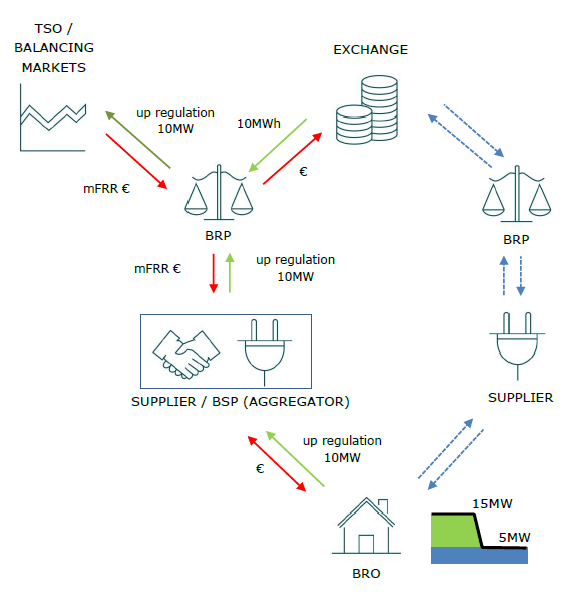 TSO /
BALANCING
MARKETS
EXCHANGE
up regulation
10MW
10MWh
mFRR €
€
BRP
BRP
mFRR €
up regulation
10MW
SUPPLIER / BSP (AGGREGATOR)
SUPPLIER
up regulation
10MW
€
15MW
5MW
BRO